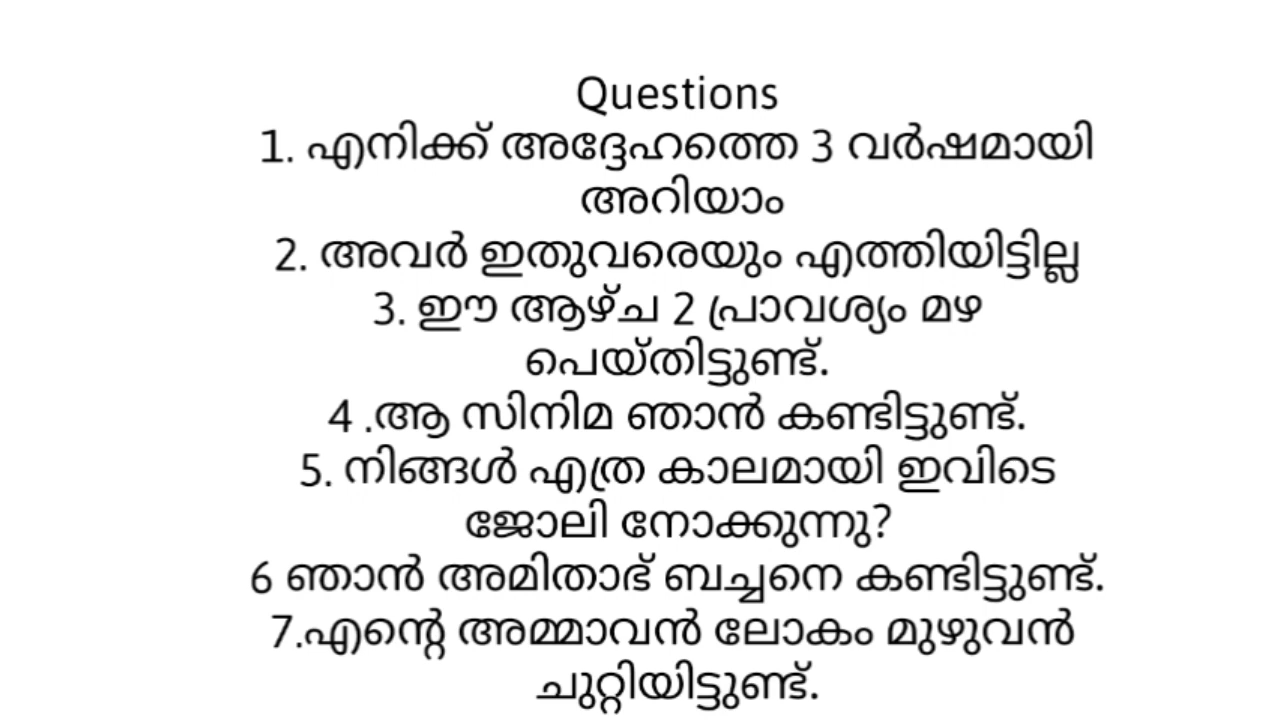 Questions
1. എനിക്ക് അദ്ദേഹത്തെ 3 വർഷമായി
അറിയാം
2. അവർ ഇതുവരെയും എത്തിയിട്ടില്ല
3. ഈ ആഴ്ച 2 പ്രാവശ്യം മഴ
പെയ്തിട്ടുണ്ട്.
4 .ആ സിനിമ ഞാൻ കണ്ടിട്ടുണ്ട്.
5. നിങ്ങൾ എത്ര കാലമായി ഇവിടെ
ജോലി നോക്കുന്നു?
6 ഞാൻ അമിതാഭ് ബച്ചനെ കണ്ടിട്ടുണ്ട്.
7.എന്റെ അമ്മാവൻ ലോകം മുഴുവൻ
ചുറ്റിയിട്ടുണ്ട്.